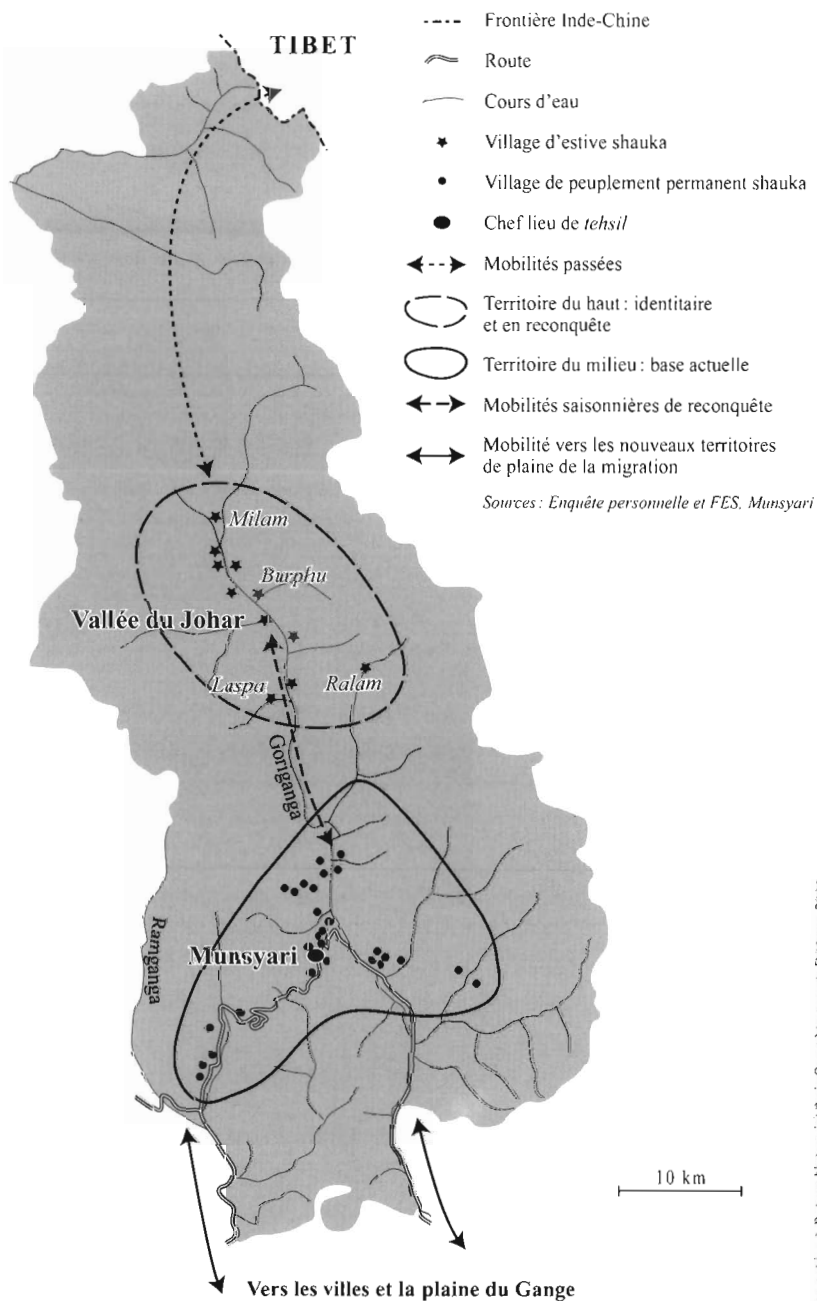 TIBET
Frontière Inde-Chine
Route
Cours d'eau
Village d'estive shauka
Village de peuplement permanent shauka
Chef lieu de tehsil
Mobilités passées
Territoire du haut : identitaire
et en reconquête
Territoire du milieu : base actuelle
Mobilités saisonnières de reconquête
Mobilité vers les nouveaux territoires
de plaine de la migration
Sources : Enquête personnelle et FES, Munsyari
Milam
Burphu
Vallée du Johar
Laspa
Ralam
Goriganga
Ramganga
Munsyari
10 km
Vers les villes et la plaine du Gange